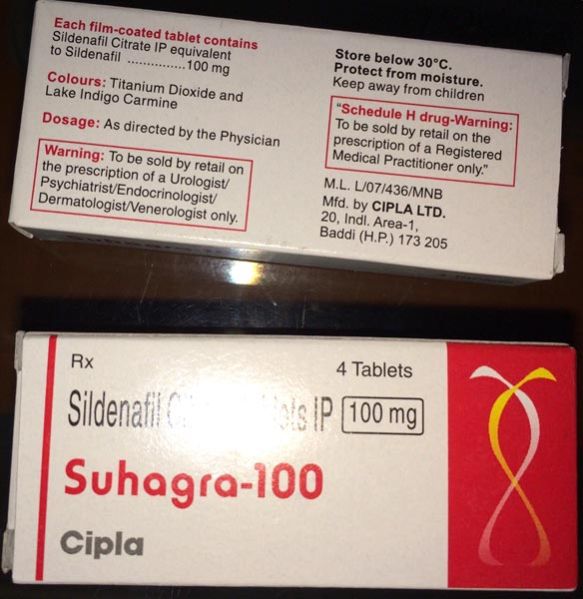 Each film-coated tablet contains
Sildenafil Citrate IP equivalent
to Sildenafil ...............100 mg
Colours: Titanium Dioxide and
Lake Indigo Carmine
Dosage: As directed by the Physician
Warning: To be sold by retail on
the prescription of a Urologist/
Psychiatrist/Endocrinologist/
Dermatologist/Venerologist only.
Store below 30°C.
Protect from moisture.
Keep away from children
"Schedule H drug-Warning:
To be sold by retail on the
prescription of a Registered
Medical Practitioner only."
M.L. L/07/436/MNB
Mfd. by CIPLA LTD.
20, Indl. Area-1,
Baddi (H.P.) 173 205
Rx
4 Tablets
Sildenafil IP 100 mg
Suhagra-100
Cipla